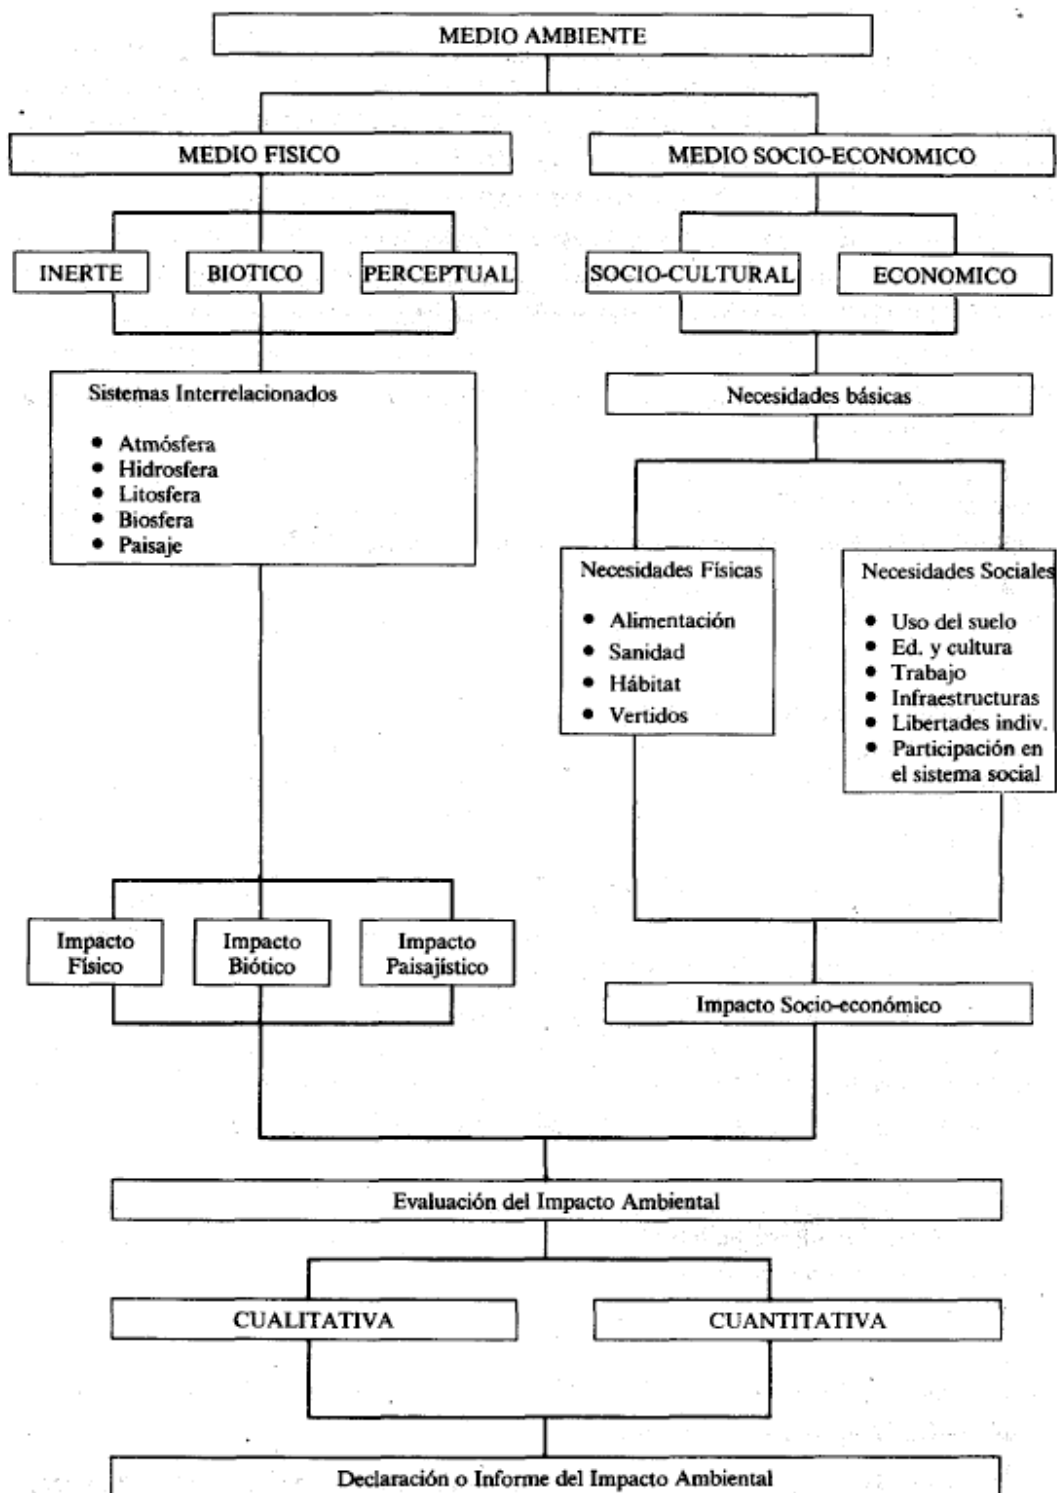 MEDIO AMBIENTE
MEDIO FISICO
MEDIO SOCIO-ECONOMICO
INERTE
BIOTICO
PERCEPTUAL
SOCIO-CULTURAL
ECONOMICO
Sistemas Interrelacionados
• Atmósfera
• Hidrosfera
• Litosfera
• Biosfera
• Paisaje
Necesidades básicas
Necesidades Físicas
• Alimentación
• Sanidad
• Hábitat
• Vertidos
Necesidades Sociales
• Uso del suelo
• Ed. y cultura
• Trabajo
• Infraestructuras
• Libertades indiv.
• Participación en
el sistema social
Impacto
Físico
Impacto
Biótico
Impacto
Paisajístico
Impacto Socio-económico
Evaluación del Impacto Ambiental
CUALITATIVA
CUANTITATIVA
Declaración o Informe del Impacto Ambiental